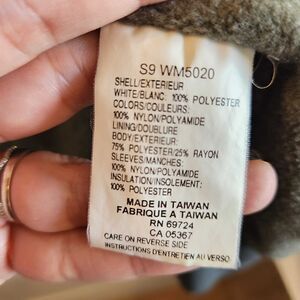 S9 WM5020
SHELL/EXTERIEUR
WHITE/BLANC: 100% POLYESTER
COLORS/COULEURS:
100% NYLON/POLYAMIDE
LINING/DOUBLURE
BODY/EXTERIEUR:
75% POLYESTER/25% RAYON
SLEEVES/MANCHES:
100% NYLON/POLYAMIDE
INSULATION/INSOLEMENT:
100% POLYESTER
MADE IN TAIWAN
FABRIQUE A TAIWAN
RN 69724
CA 05367
CARE ON REVERSE SIDE
INSTRUCTIONS D'ENTRETIEN AU VERSO